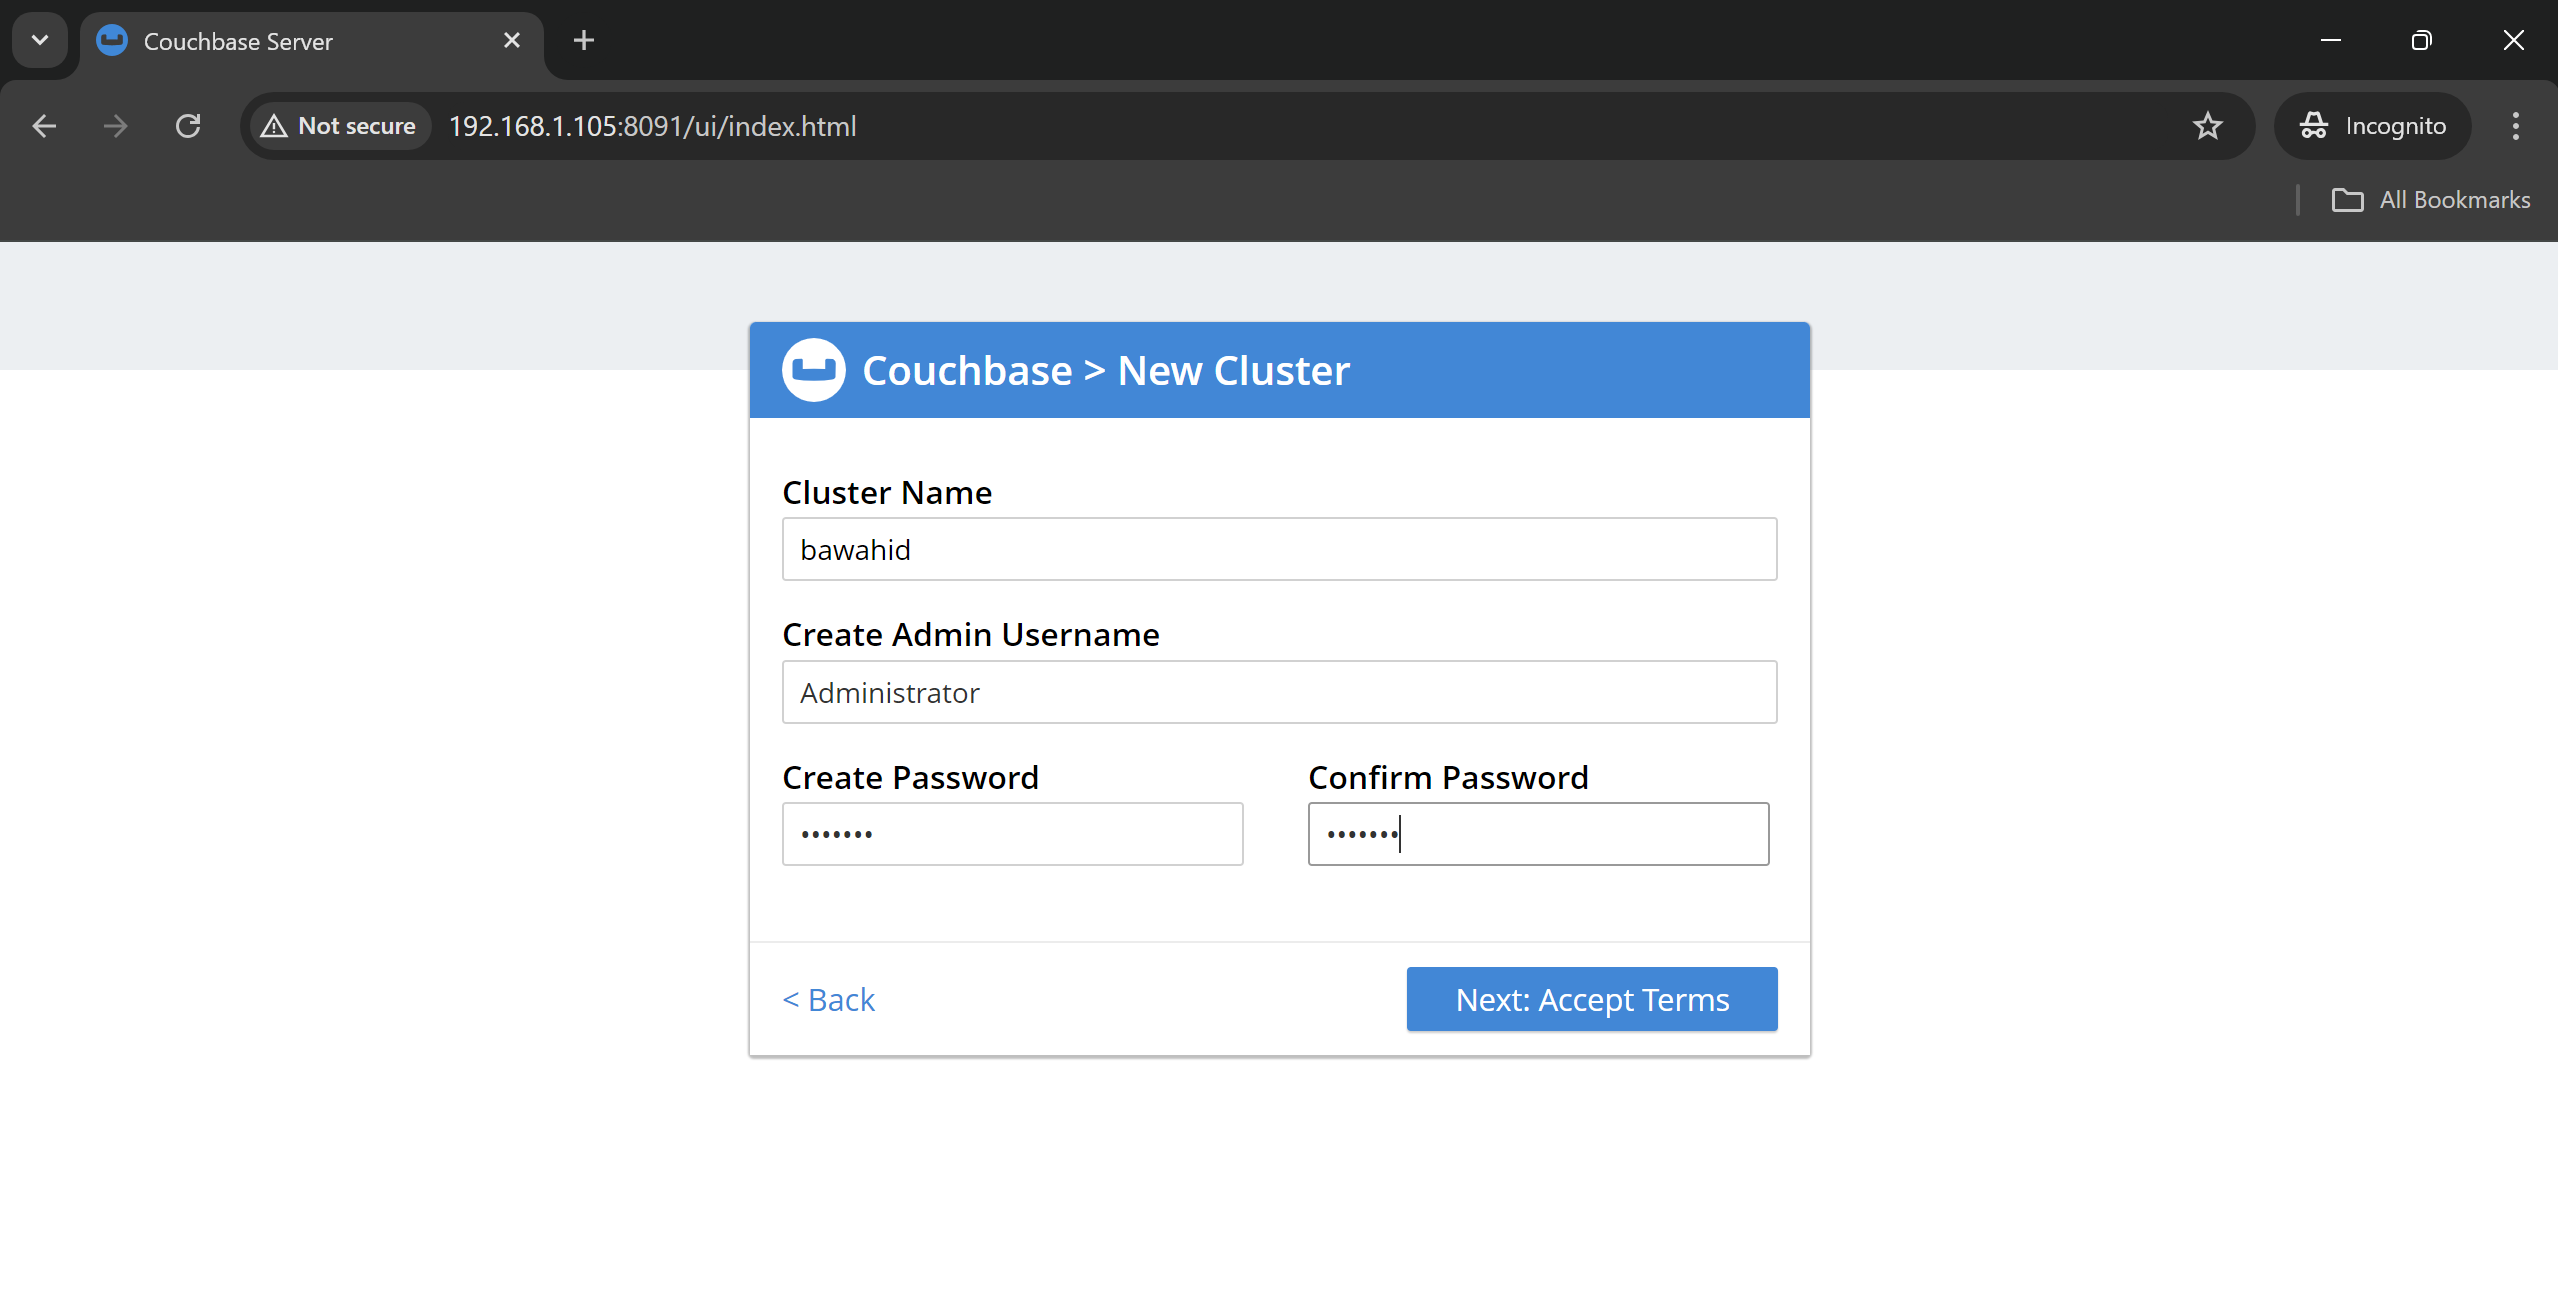 Couchbase Server
Not secure
192.168.1.105:8091/ui/index.html
Incognito
All Bookmarks
Couchbase > New Cluster
Cluster Name
bawahid
Create Admin Username
Administrator
Create Password
Confirm Password
•••••••
•••••••
< Back
Next: Accept Terms